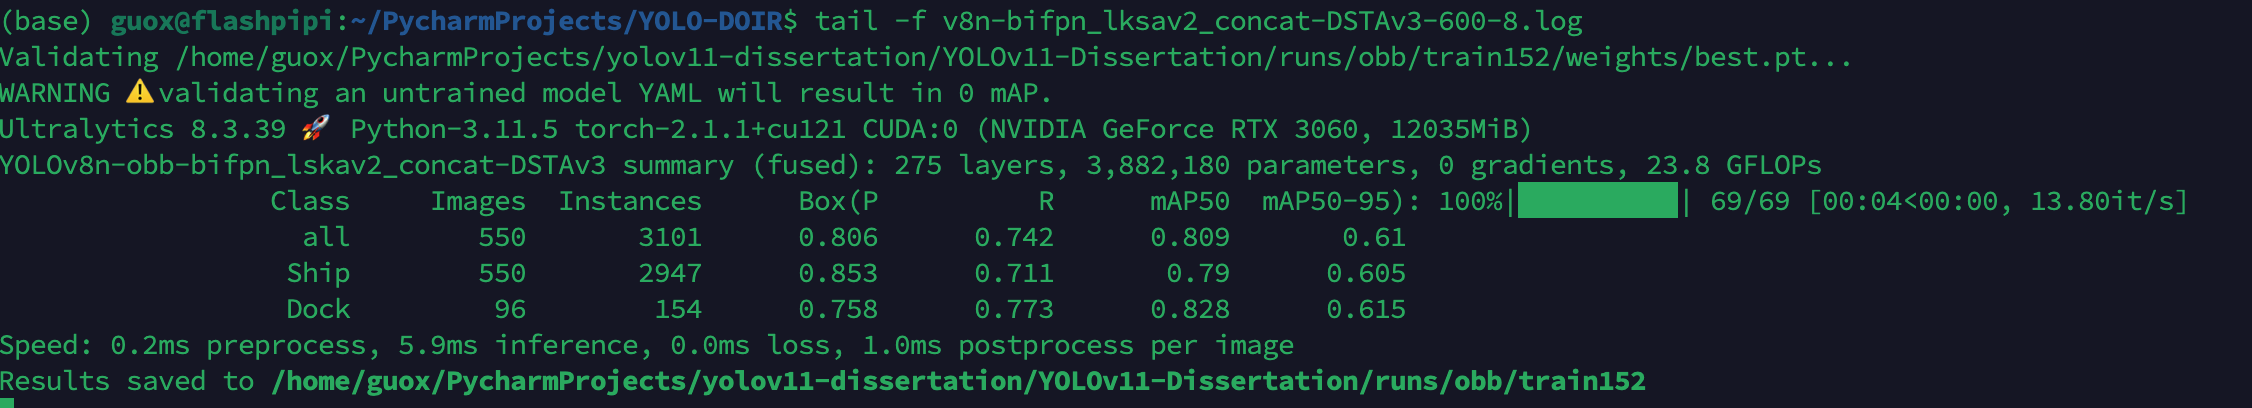 (base) guox@flashpipi:~/PycharmProjects/YOLO-DOIR$ tail -f v8n-bifpn_lksav2_concat-DSTAv3-600-8.log
Validating /home/guox/PycharmProjects/yolov11-dissertation/YOLOv11-Dissertation/runs/obb/train152/weights/best.pt...
WARNING ⚠️ validating an untrained model YAML will result in 0 mAP.
Ultralytics 8.3.39 🚀 Python-3.11.5 torch-2.1.1+cu121 CUDA:0 (NVIDIA GeForce RTX 3060, 12035MiB)
YOLOv8n-obb-bifpn_lskav2_concat-DSTAv3 summary (fused): 275 layers, 3,882,180 parameters, 0 gradients, 23.8 GFLOPs
Class Images Instances Box(P R mAP50 mAP50-95): 100%|██████████| 69/69 [00:04<00:00, 13.80it/s]
all 550 3101 0.806 0.742 0.809 0.61
Ship 550 2947 0.853 0.711 0.79 0.605
Dock 96 154 0.758 0.773 0.828 0.615
Speed: 0.2ms preprocess, 5.9ms inference, 0.0ms loss, 1.0ms postprocess per image
Results saved to /home/guox/PycharmProjects/yolov11-dissertation/YOLOv11-Dissertation/runs/obb/train152